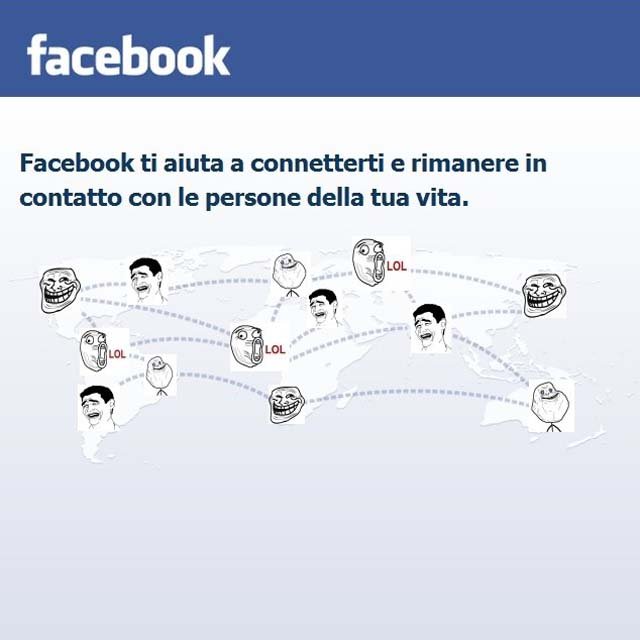 facebook
Facebook ti aiuta a connetterti e rimanere in
contatto con le persone della tua vita.
LOL
LOL
LOL